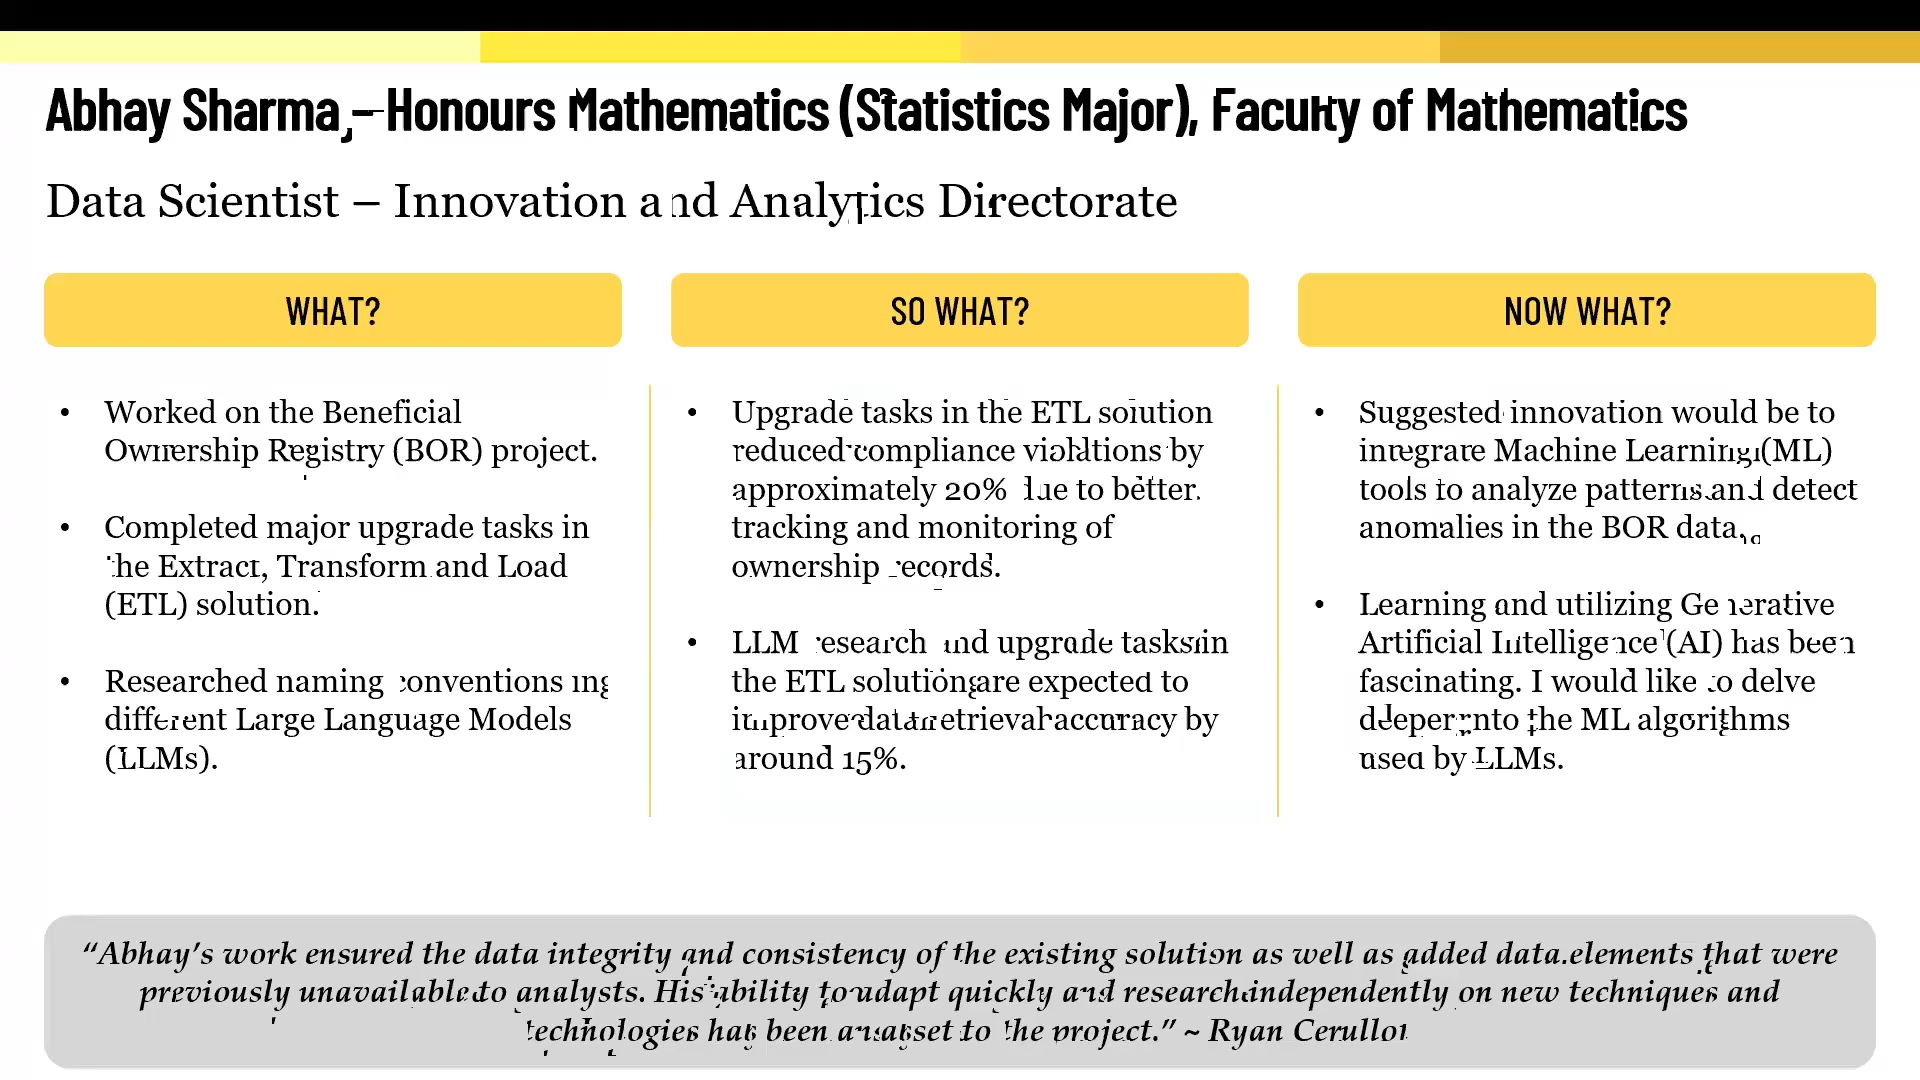 Abhay Sharma – Honours Mathematics (Statistics Major), Faculty of Mathematics
Data Scientist – Innovation and Analytics Directorate
WHAT?
• Worked on the Beneficial
Ownership Registry (BOR) project.
• Completed major upgrade tasks in
the Extract, Transform and Load
(ETL) solution.
• Researched naming conventions in
different Large Language Models
(LLMs).
SO WHAT?
• Upgrade tasks in the ETL solution
reduced compliance violations by
approximately 20% due to better
tracking and monitoring of
ownership records.
• LLM research and upgrade tasks in
the ETL solution are expected to
improve data retrieval accuracy by
around 15%.
NOW WHAT?
• Suggested innovation would be to
integrate Machine Learning (ML)
tools to analyze patterns and detect
anomalies in the BOR data.
• Learning and utilizing Generative
Artificial Intelligence (AI) has been
fascinating. I would like to delve
deeper into the ML algorithms
used by LLMs.
“Abhay’s work ensured the data integrity and consistency of the existing solution as well as added data elements that were
previously unavailable to analysts. His ability to adapt quickly and research independently on new techniques and
technologies has been an asset to the project.” ~ Ryan